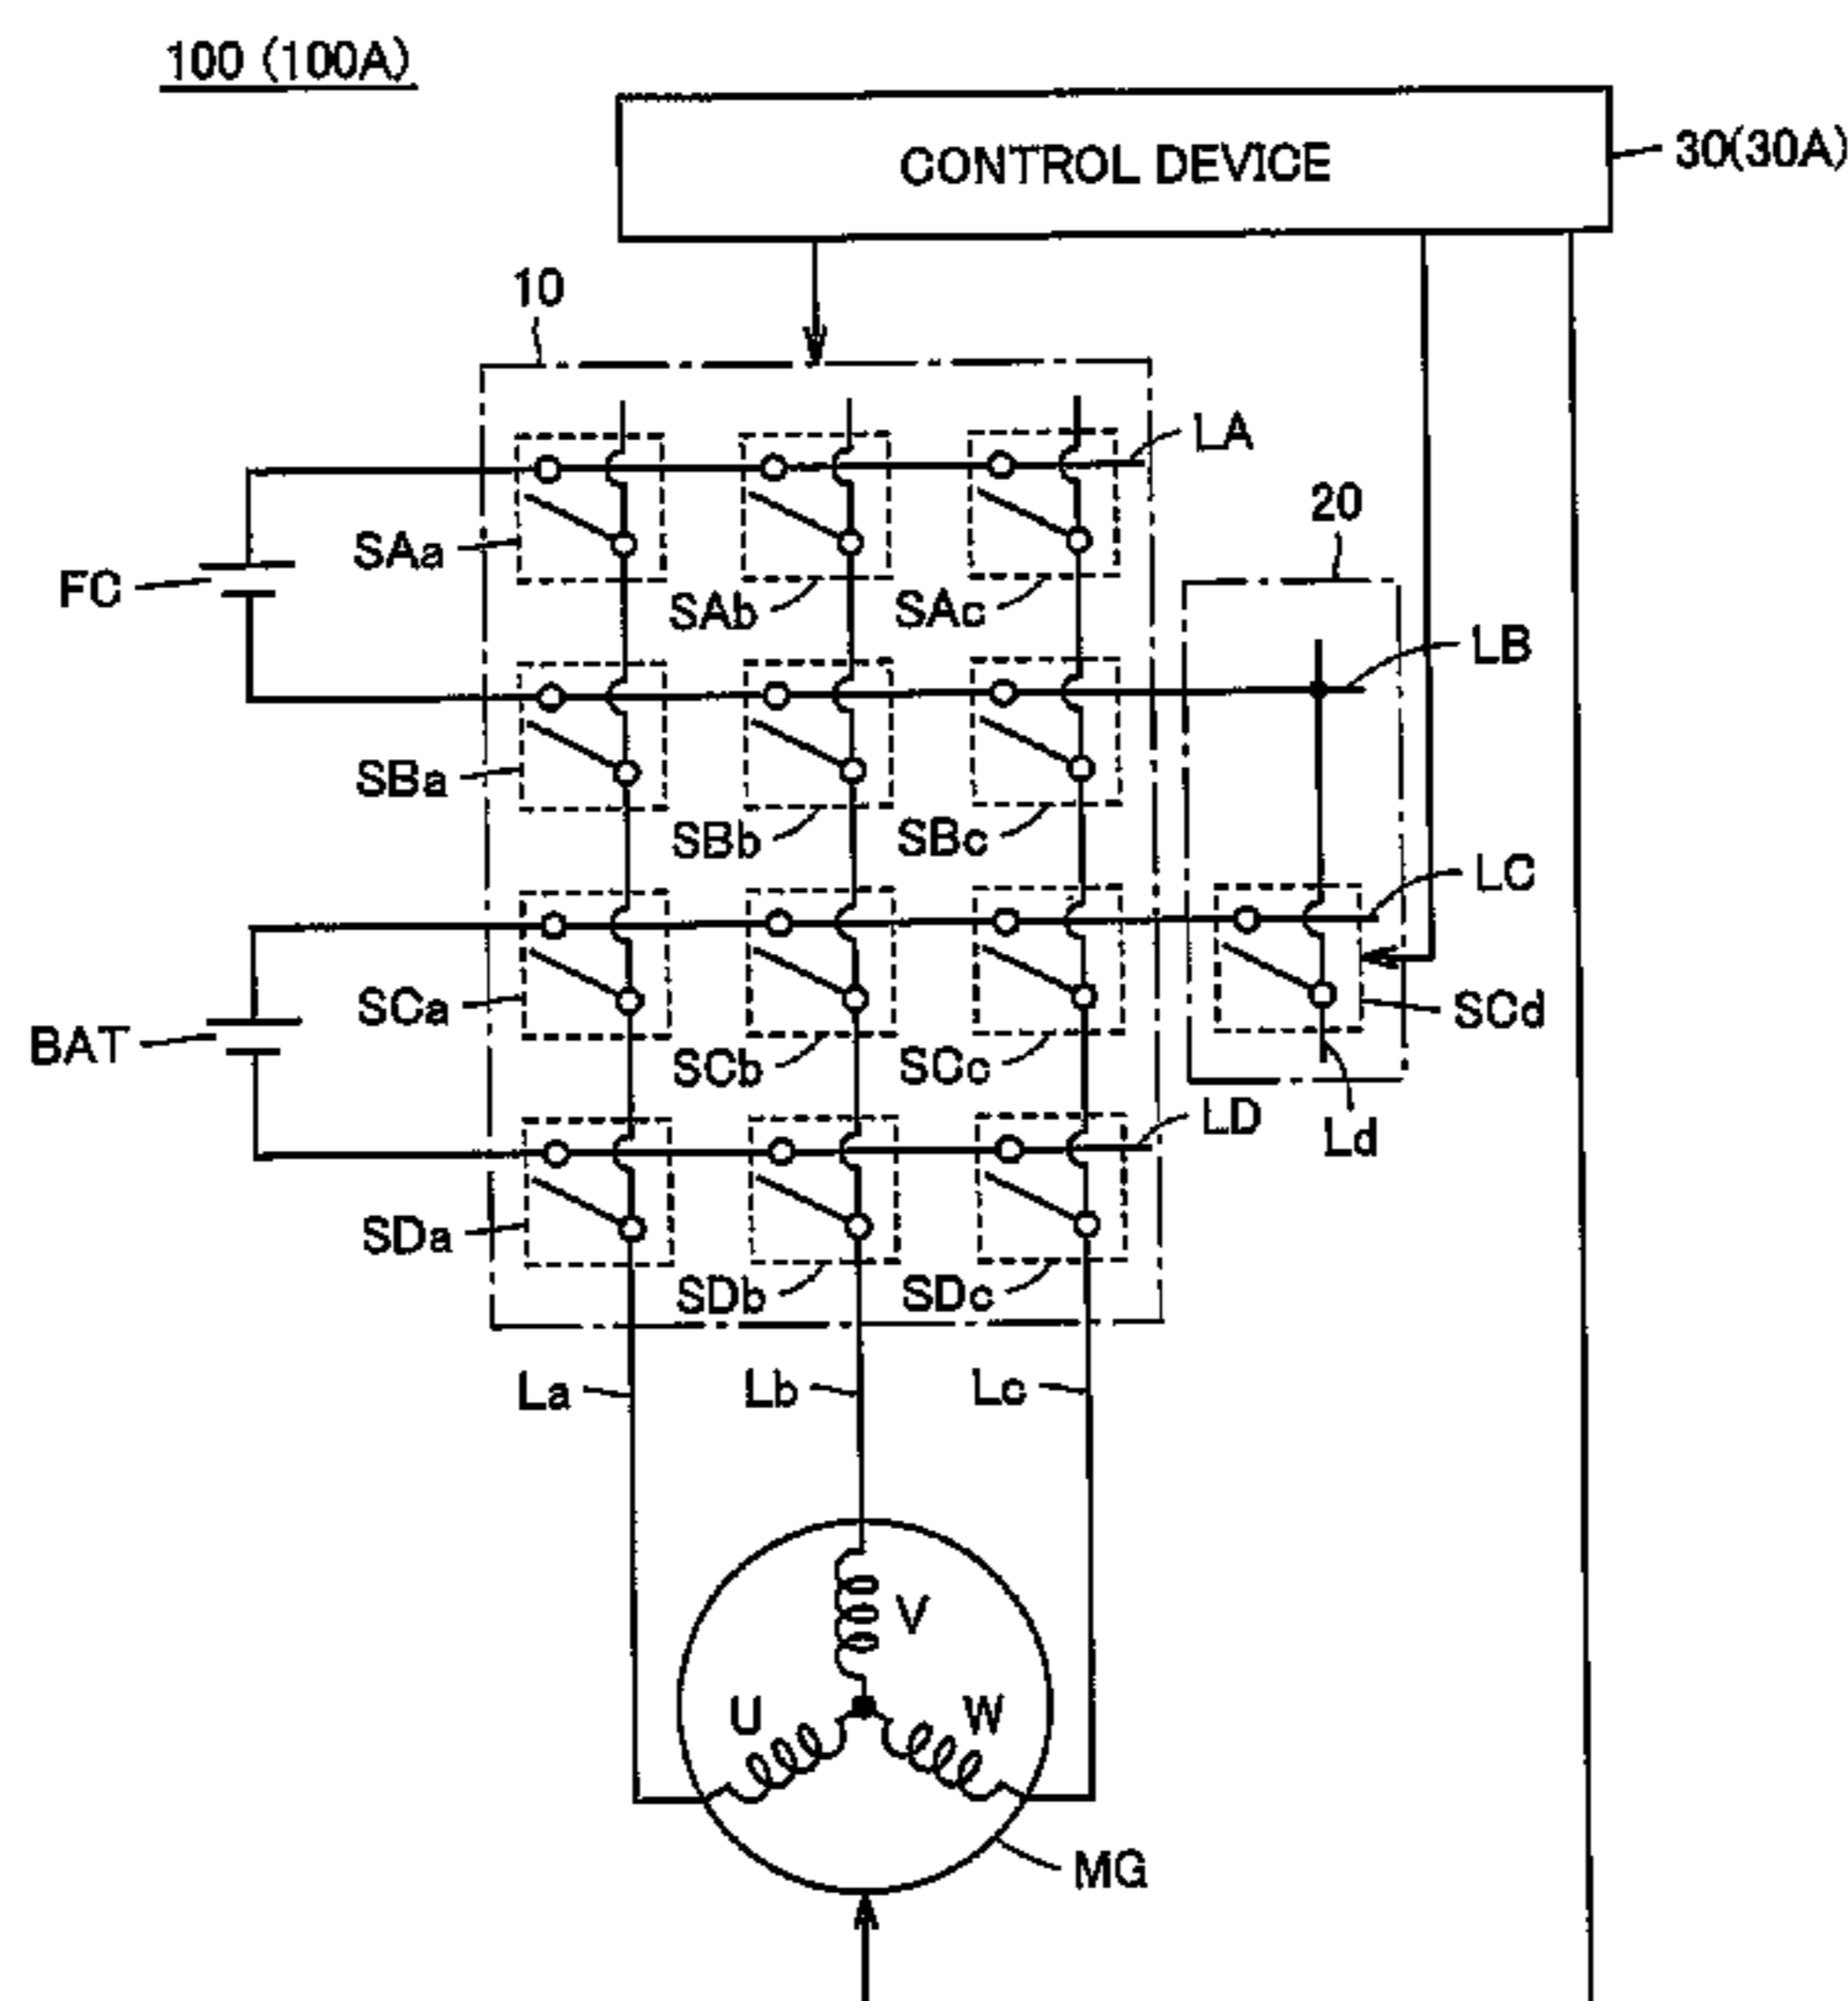 100 (100A)
CONTROL DEVICE
30(30A)
10
LA
20
SAa
FC
SAb
SAc
LB
SBa
SBb
SBc
LC
SCa
SCd
BAT
SCb
SCc
LD
Ld
SDa
SDb
SDc
La
Lb
Lc
V
U
W
MG